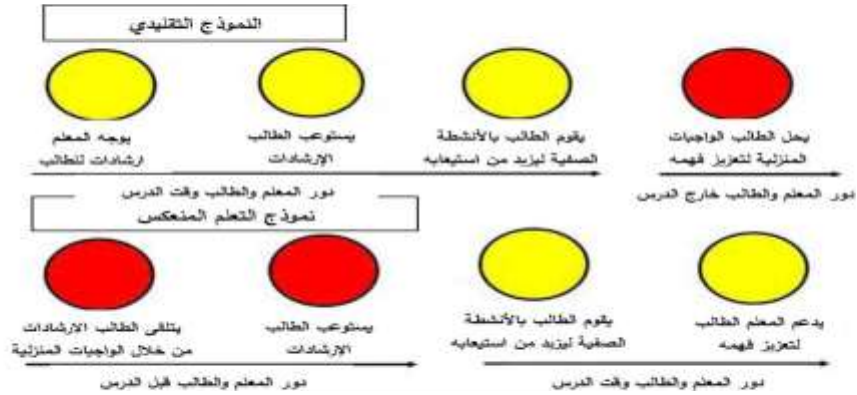 النموذج التقليدي
يوجه المعلم
ارشادات للطالب
يستوعب الطالب
الإرشادات
يقوم الطالب بالأنشطة
الصفية ليزيد من استيعابه
يحل الطالب الواجبات
المنزلية لتعزيز فهمه
دور المعلم والطالب وقت الدرس
دور المعلم والطالب خارج الدرس
نموذج التعلم المنعكس
يتلقى الطالب الارشادات
من خلال الواجبات المنزلية
يستوعب الطالب
الإرشادات
يقوم الطالب بالأنشطة
الصفية ليزيد من استيعابه
يدعم المعلم الطالب
لتعزيز فهمه
دور المعلم والطالب قبل الدرس
دور المعلم والطالب وقت الدرس